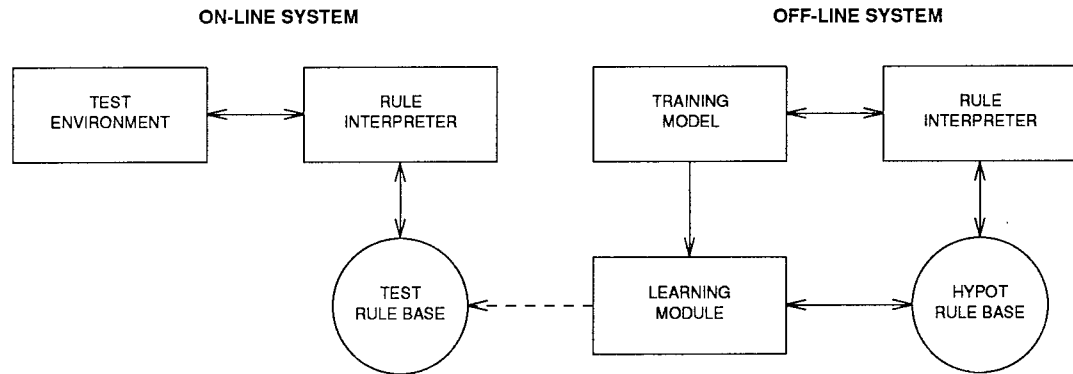 ON-LINE SYSTEM
OFF-LINE SYSTEM
TEST
ENVIRONMENT
RULE
INTERPRETER
TRAINING
MODEL
RULE
INTERPRETER
TEST
RULE BASE
LEARNING
MODULE
HYPOT
RULE BASE